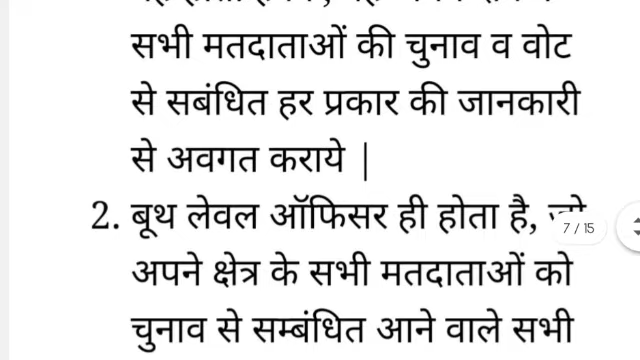 सभी मतदाताओं की चुनाव व वोट
से सबंधित हर प्रकार की जानकारी
से अवगत कराये |
2. बूथ लेवल ऑफिसर ही होता है,
7 / 15
अपने क्षेत्र के सभी मतदाताओं को
चुनाव से सम्बंधित आने वाले सभी